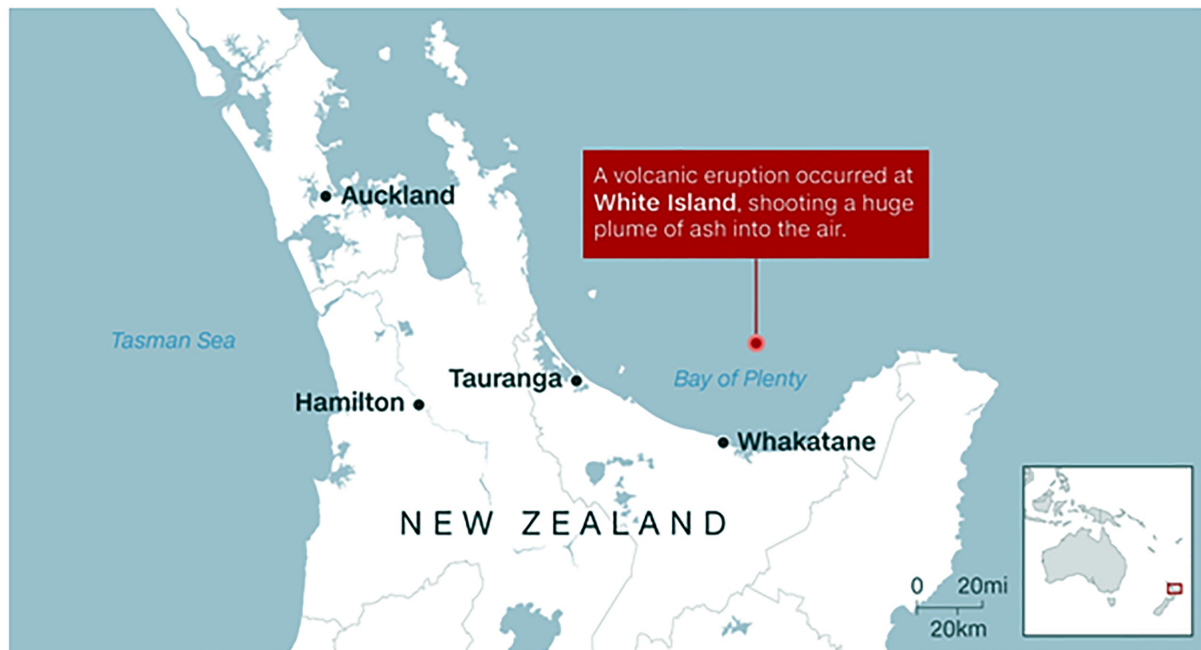 Auckland
A volcanic eruption occurred at
White Island, shooting a huge
plume of ash into the air.
Tasman Sea
Tauranga
Bay of Plenty
Hamilton
Whakatane
NEW ZEALAND
0 20mi
20km